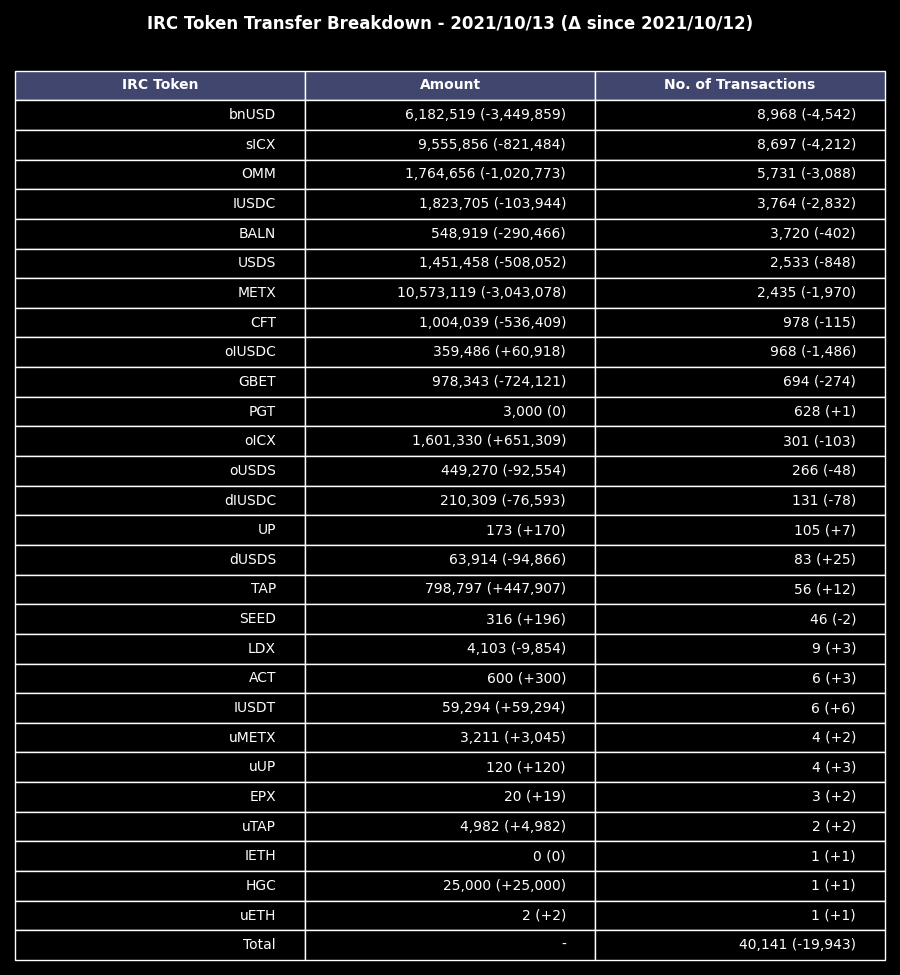 IRC Token Transfer Breakdown - 2021/10/13 (Δ since 2021/10/12)
IRC Token Amount No. of Transactions
bnUSD 6,182,519 (-3,449,859) 8,968 (-4,542)
sICX 9,555,856 (-821,484) 8,697 (-4,212)
OMM 1,764,656 (-1,020,773) 5,731 (-3,088)
IUSDC 1,823,705 (-103,944) 3,764 (-2,832)
BALN 548,919 (-290,466) 3,720 (-402)
USDS 1,451,458 (-508,052) 2,533 (-848)
METX 10,573,119 (-3,043,078) 2,435 (-1,970)
CFT 1,004,039 (-536,409) 978 (-115)
oIUSDC 359,486 (+60,918) 968 (-1,486)
GBET 978,343 (-724,121) 694 (-274)
PGT 3,000 (0) 628 (+1)
oICX 1,601,330 (+651,309) 301 (-103)
oUSDS 449,270 (-92,554) 266 (-48)
dIUSDC 210,309 (-76,593) 131 (-78)
UP 173 (+170) 105 (+7)
dUSDS 63,914 (-94,866) 83 (+25)
TAP 798,797 (+447,907) 56 (+12)
SEED 316 (+196) 46 (-2)
LDX 4,103 (-9,854) 9 (+3)
ACT 600 (+300) 6 (+3)
IUSDT 59,294 (+59,294) 6 (+6)
uMETX 3,211 (+3,045) 4 (+2)
uUP 120 (+120) 4 (+3)
EPX 20 (+19) 3 (+2)
uTAP 4,982 (+4,982) 2 (+2)
IETH 0 (0) 1 (+1)
HGC 25,000 (+25,000) 1 (+1)
uETH 2 (+2) 1 (+1)
Total - 40,141 (-19,943)